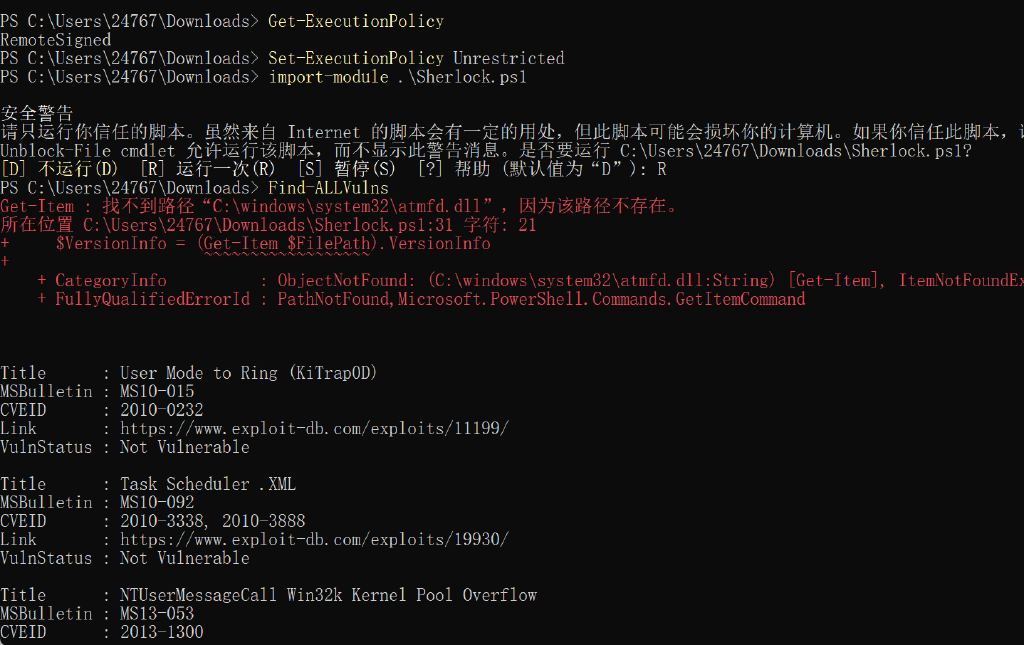 PS C:\Users\24767\Downloads> Get-ExecutionPolicy
RemoteSigned
PS C:\Users\24767\Downloads> Set-ExecutionPolicy Unrestricted
PS C:\Users\24767\Downloads> import-module .\Sherlock.ps1
安全警告
请只运行你信任的脚本。虽然来自 Internet 的脚本会有一定的用处，但此脚本可能会损坏你的计算机。如果你信任此脚本，
Unblock-File cmdlet 允许运行该脚本，而不显示此警告消息。是否要运行 C:\Users\24767\Downloads\Sherlock.ps1?
[D] 不运行(D)  [R] 运行一次(R)  [S] 暂停(S)  [?] 帮助 (默认值为“D”): R
PS C:\Users\24767\Downloads> Find-ALLVulns
Get-Item : 找不到路径“C:\windows\system32\atmfd.dll”，因为该路径不存在。
所在位置 C:\Users\24767\Downloads\Sherlock.ps1:31 字符: 21
+     $VersionInfo = (Get-Item $FilePath).VersionInfo
+                     ~~~~~~~~~~~~~~~~~~
    + CategoryInfo          : ObjectNotFound: (C:\windows\system32\atmfd.dll:String) [Get-Item], ItemNotFoundEx
    + FullyQualifiedErrorId : PathNotFound,Microsoft.PowerShell.Commands.GetItemCommand
Title      : User Mode to Ring (KiTrap0D)
MSBulletin : MS10-015
CVEID      : 2010-0232
Link       : https://www.exploit-db.com/exploits/11199/
VulnStatus : Not Vulnerable
Title      : Task Scheduler .XML
MSBulletin : MS10-092
CVEID      : 2010-3338, 2010-3888
Link       : https://www.exploit-db.com/exploits/19930/
VulnStatus : Not Vulnerable
Title      : NTUserMessageCall Win32k Kernel Pool Overflow
MSBulletin : MS13-053
CVEID      : 2013-1300